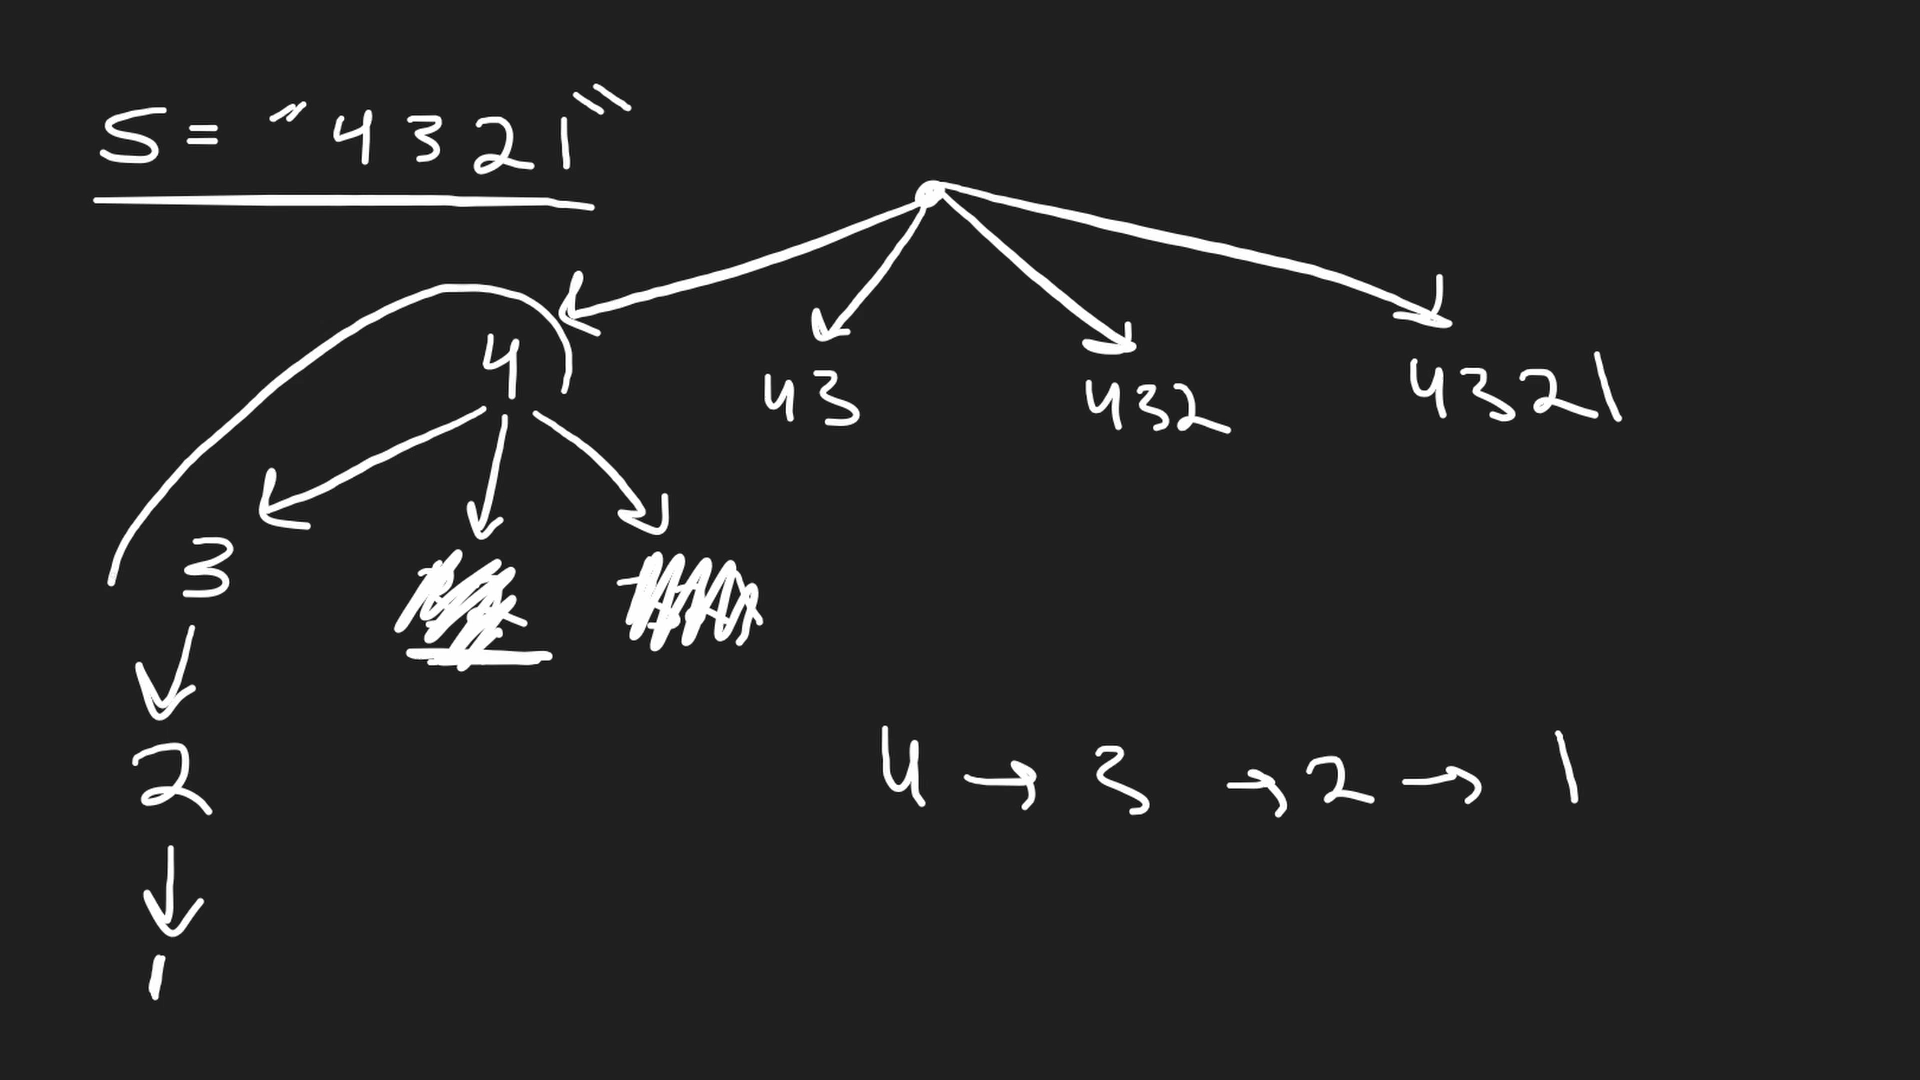 S = "4321"
4 43 432 4321
3
2
4 → 3 → 2 → 1
1